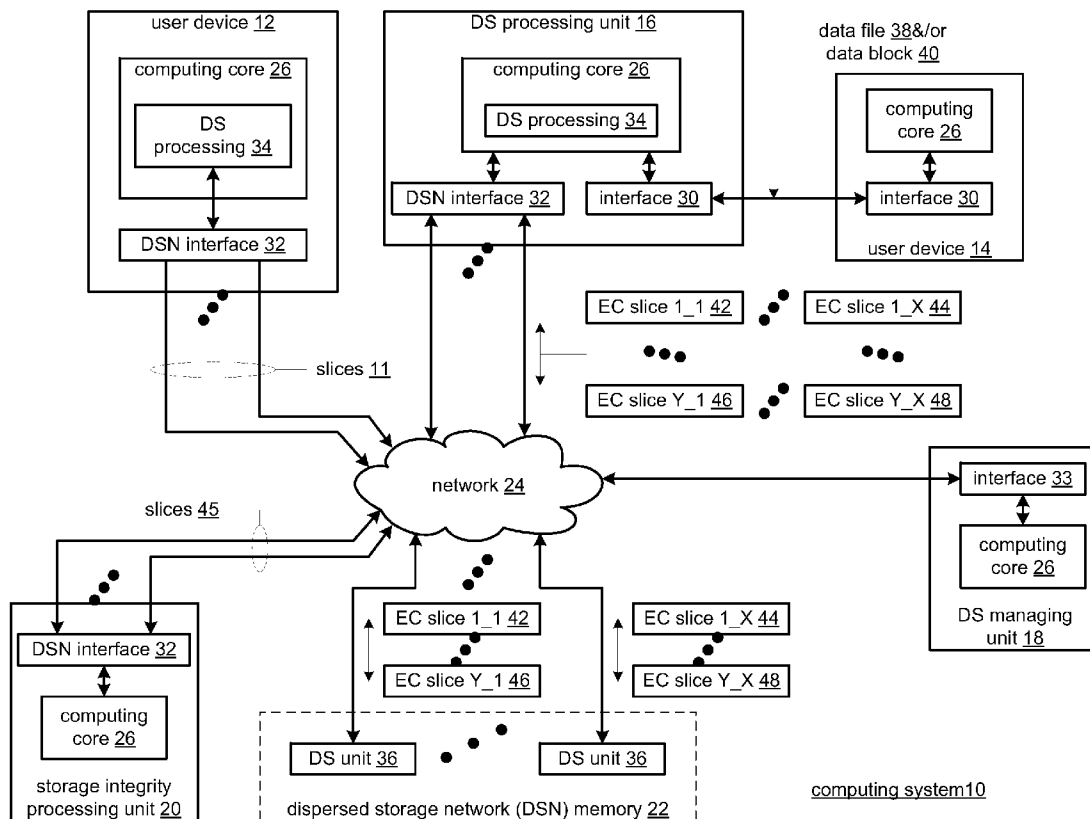 user device 12
computing core 26
DS
processing 34
DSN interface 32
DS processing unit 16
computing core 26
DS processing 34
DSN interface 32
interface 30
data file 38&/or
data block 40
computing
core 26
interface 30
user device 14
EC slice 1_1 42
EC slice 1_X 44
EC slice Y_1 46
EC slice Y_X 48
slices 11
network 24
slices 45
interface 33
computing
core 26
DS managing
unit 18
DSN interface 32
computing
core 26
storage integrity
processing unit 20
EC slice 1_1 42
EC slice Y_1 46
EC slice 1_X 44
EC slice Y_X 48
DS unit 36
DS unit 36
dispersed storage network (DSN) memory 22
computing system10